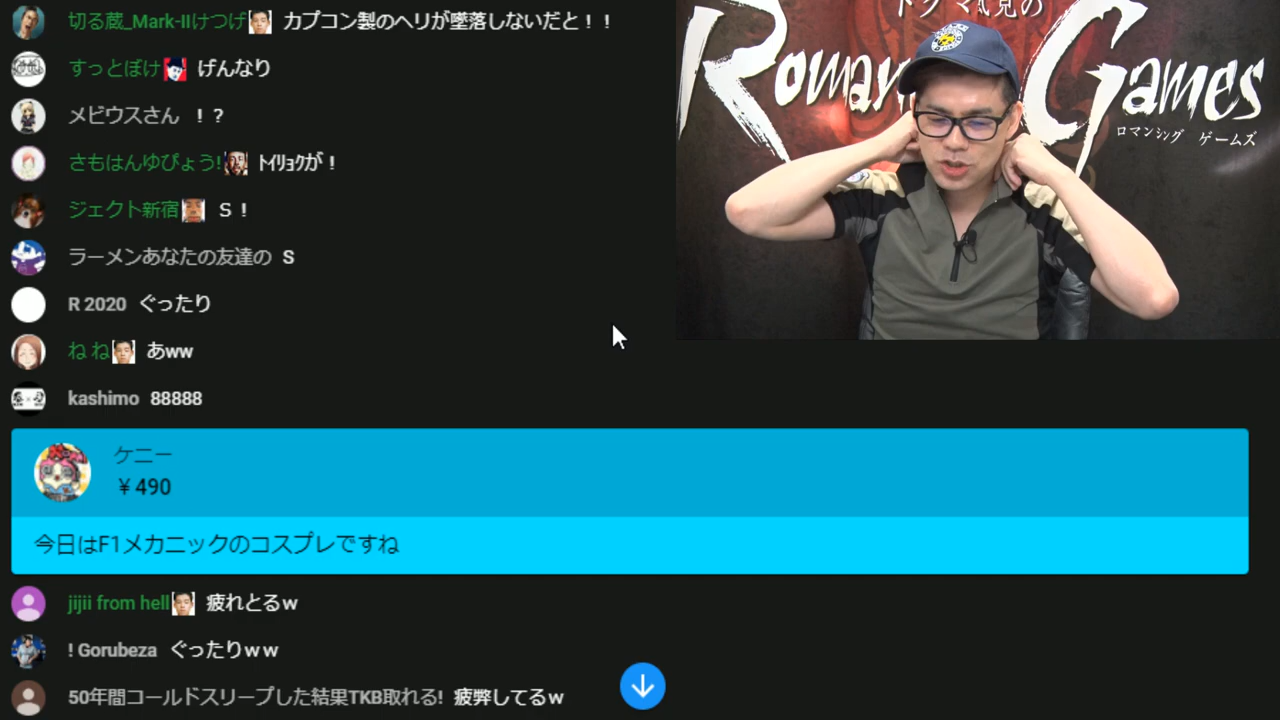 切る蔵_Mark-IIけつげ カプコン製のヘリが墜落しないだと！！
すっとぼけ げんなり
メビウスさん ！？
さもはんゆぴょう! ﾄｲﾘｮｸが！
ジェクト新宿 Ｓ！
ラーメンあなたの友達の S
R 2020 ぐったり
ね ね あww
kashimo 88888
ケニー
￥490
今日はF1メカニックのコスプレですね
jijii from hell 疲れとるｗ
! Gorubeza ぐったりｗｗ
50年間コールドスリープした結果TKB取れる! 疲弊してるｗ
ドグマ風見の
Games
ロマンシング ゲームズ